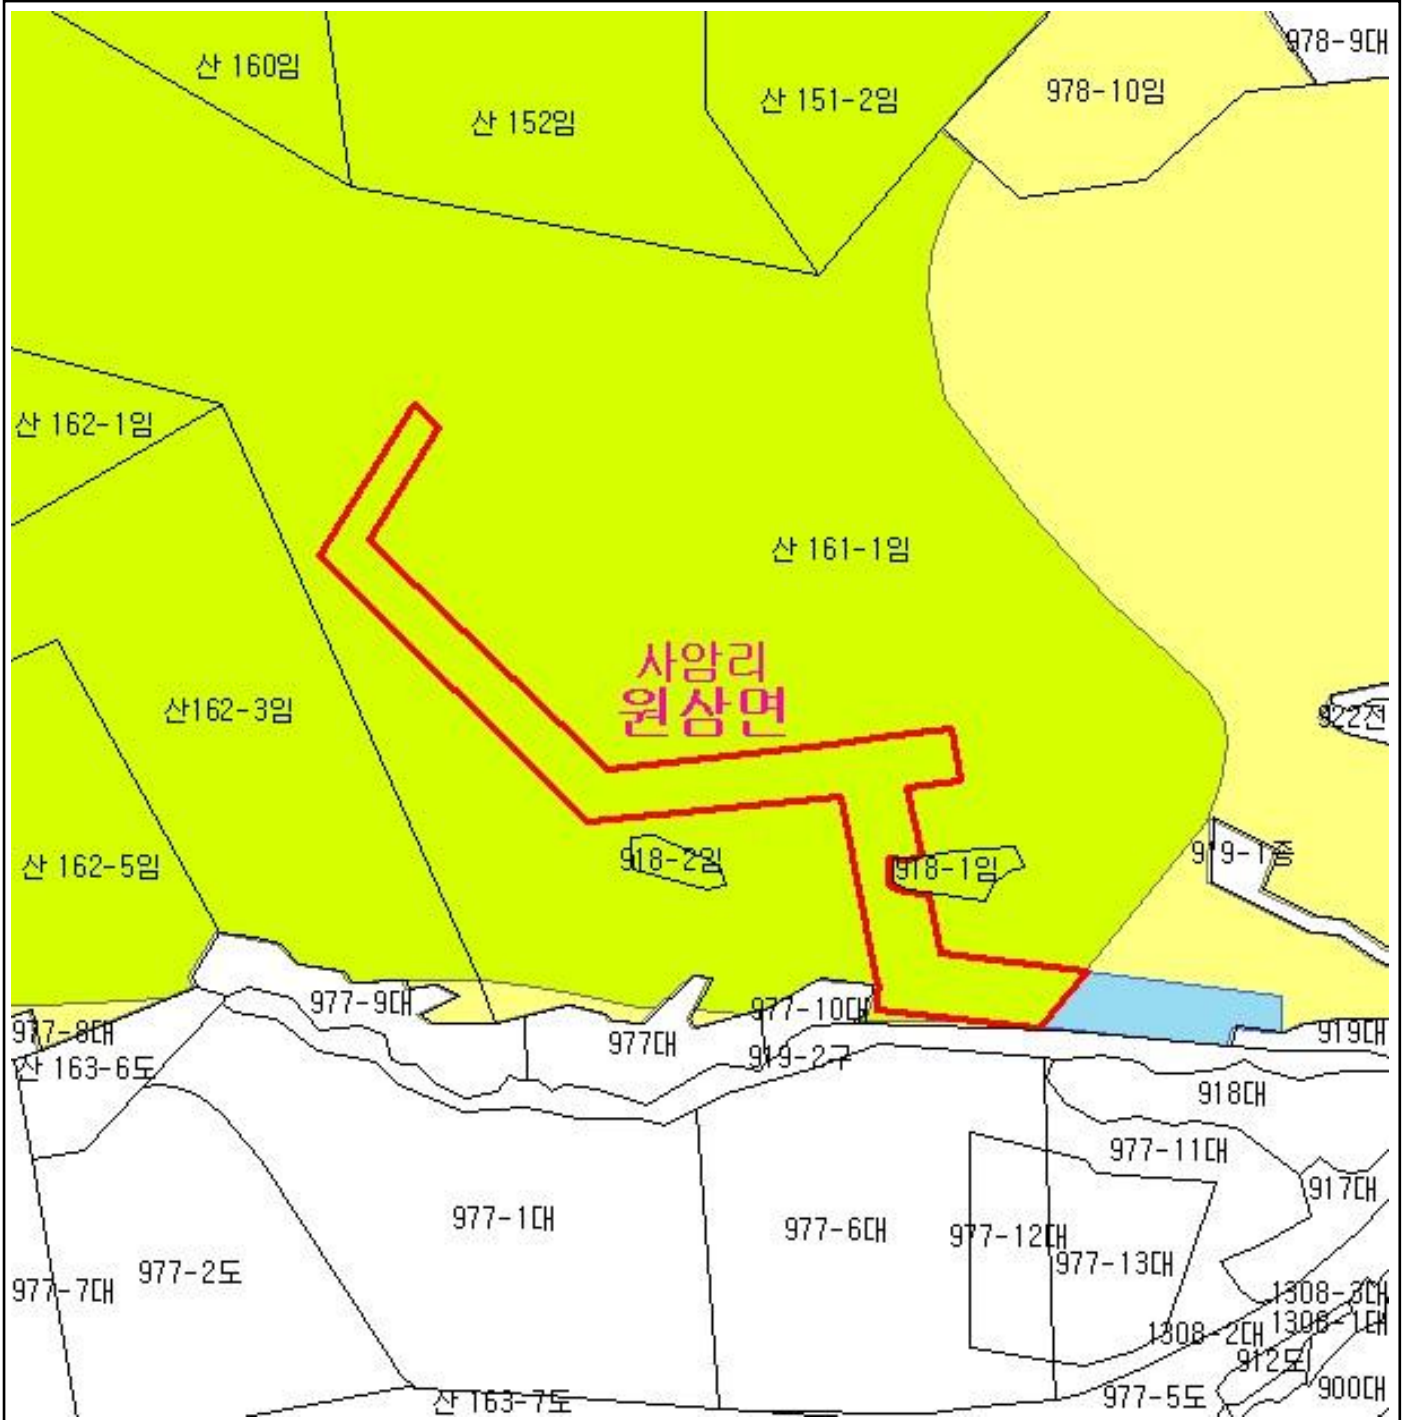 산 160임
산 152임
산 151-2임
978-10임
978-9대
산 162-1임
산 161-1임
사암리
원삼면
산162-3임
922전
산 162-5임
918-2임
918-1임
919-1종
977-8대
977-9대
977대
977-10대
919-2구
919대
산 163-6도
918대
977-11대
917대
977-1대
977-6대
977-12대
977-13대
977-7대
977-2도
1308-3대
1308-2대
1308-1대
912도
산 163-7도
977-5도
900대